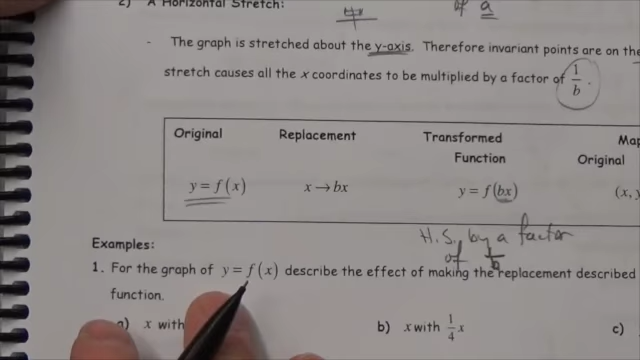 2) A Horizontal Stretch:
of a
- The graph is stretched about the y-axis. Therefore invariant points are on the
stretch causes all the x coordinates to be multiplied by a factor of 1/b.
Original Replacement Transformed Function Map
Original
y = f(x) x → bx y = f(bx) (x, y
H.S. by a factor
of 1/b
Examples:
1. For the graph of y = f(x) describe the effect of making the replacement described
function.
a) x with b) x with 1/4 x c)